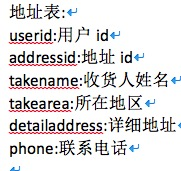 地址表:
userid:用户 id
addressid:地址 id
takename:收货人姓名
takearea:所在地区
detailaddress:详细地址
phone:联系电话